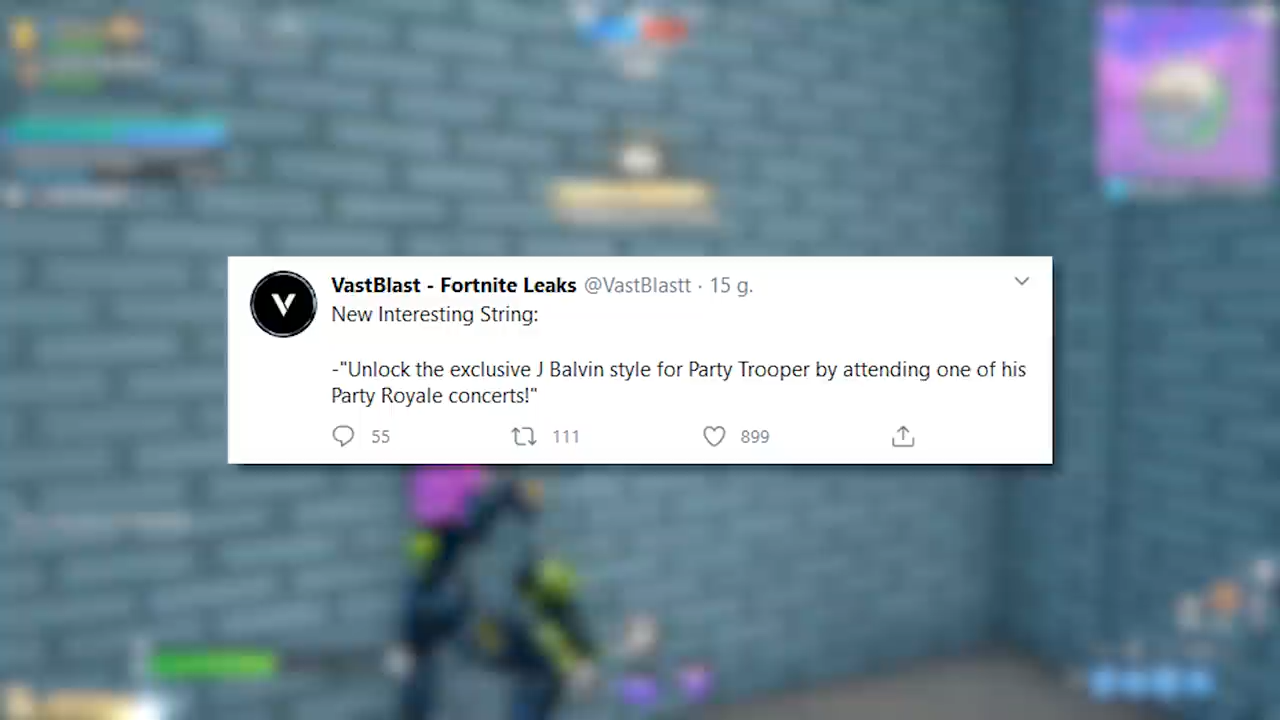 VastBlast - Fortnite Leaks @VastBlastt · 15 g.
New Interesting String:
-"Unlock the exclusive J Balvin style for Party Trooper by attending one of his
Party Royale concerts!"
55 111 899